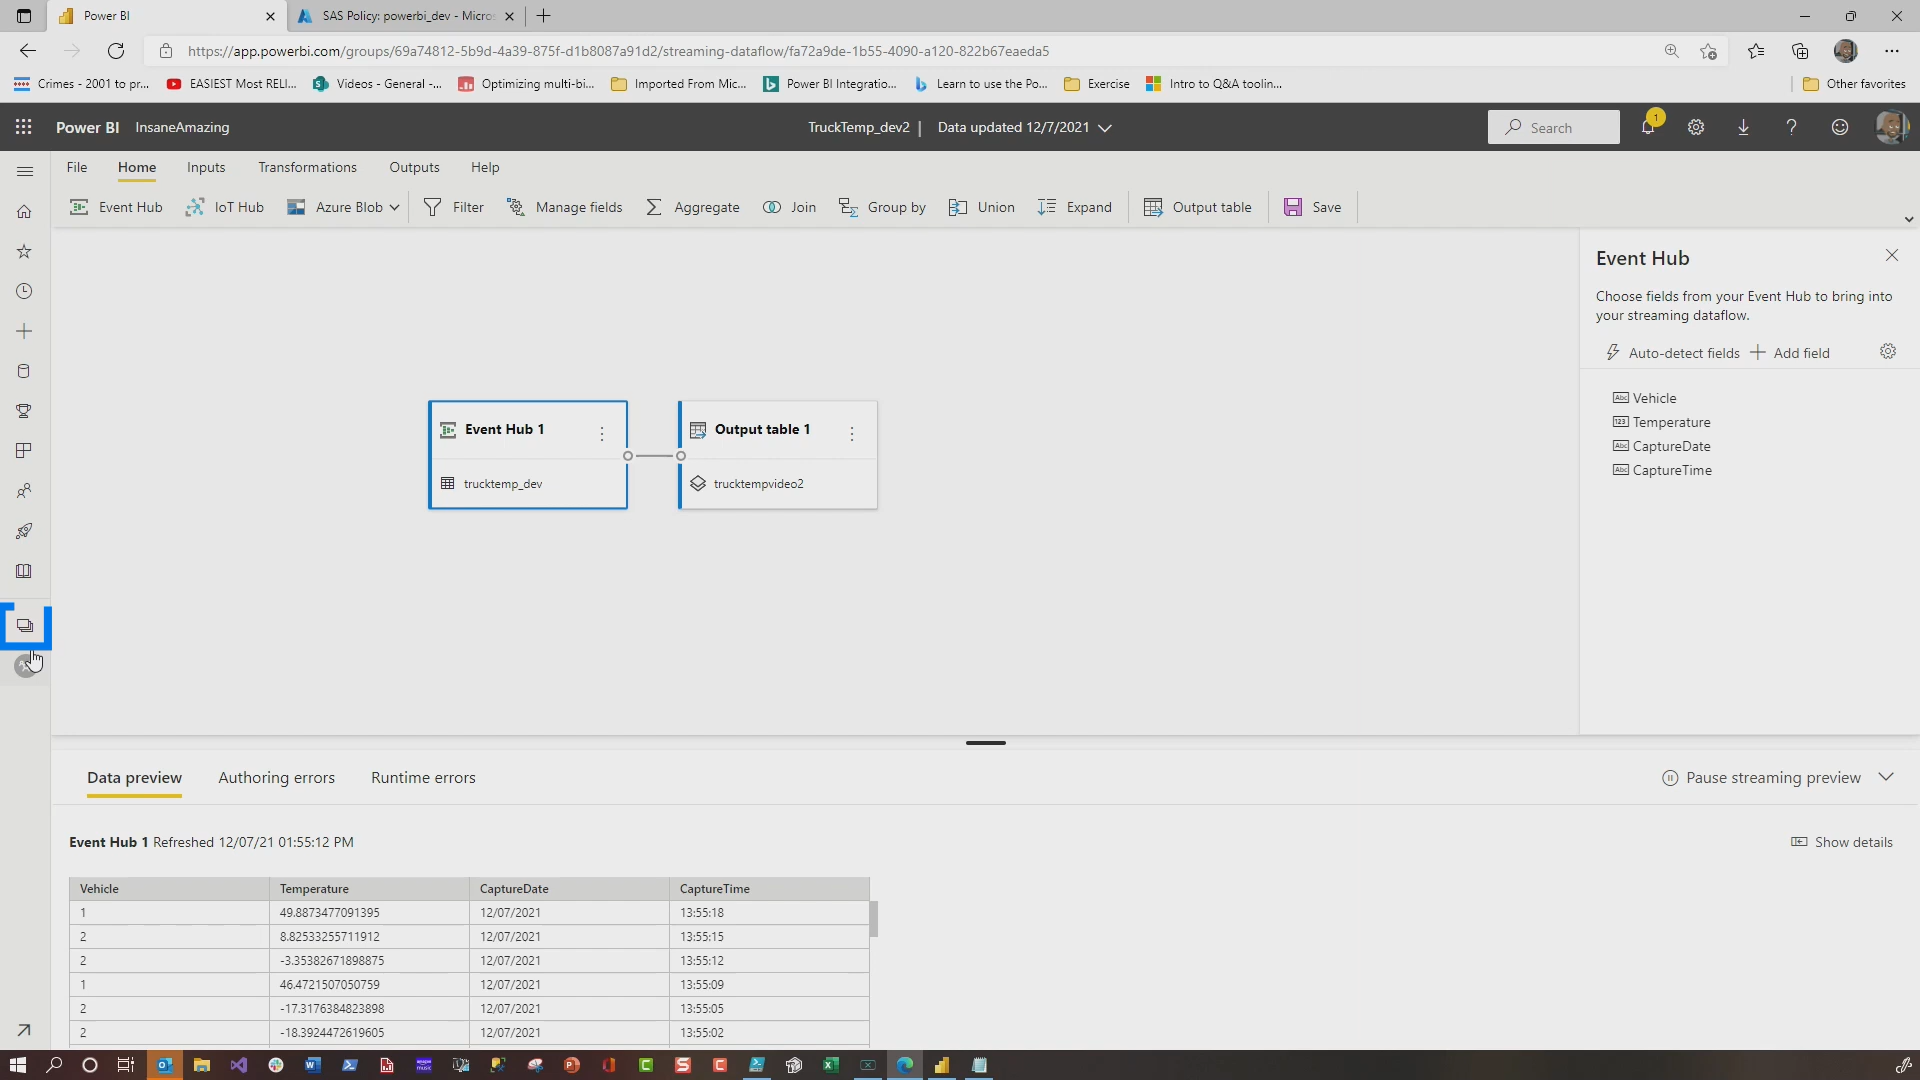 Power BI
SAS Policy: powerbi_dev - Micros
https://app.powerbi.com/groups/69a74812-5b9d-4a39-875f-d1b8087a91d2/streaming-dataflow/fa72a9de-1b55-4090-a120-822b67eaeda5
Crimes - 2001 to pr... EASIEST Most RELI... Videos - General -... Optimizing multi-bi... Imported From Mic... Power BI Integratio... Learn to use the Po... Exercise Intro to Q&A toolin... Other favorites
Power BI InsaneAmazing TruckTemp_dev2 | Data updated 12/7/2021 Search 1
File Home Inputs Transformations Outputs Help
Event Hub IoT Hub Azure Blob Filter Manage fields Aggregate Join Group by Union Expand Output table Save
Event Hub
Choose fields from your Event Hub to bring into
your streaming dataflow.
Auto-detect fields Add field
Abc Vehicle
123 Temperature
Abc CaptureDate
Abc CaptureTime
Event Hub 1
trucktemp_dev
Output table 1
trucktempvideo2
Data preview Authoring errors Runtime errors Pause streaming preview
Event Hub 1 Refreshed 12/07/21 01:55:12 PM Show details
Vehicle Temperature CaptureDate CaptureTime
1 49.8873477091395 12/07/2021 13:55:18
2 8.82533255711912 12/07/2021 13:55:15
2 -3.35382671898875 12/07/2021 13:55:12
1 46.4721507050759 12/07/2021 13:55:09
2 -17.3176384823898 12/07/2021 13:55:05
2 -18.3924472619605 12/07/2021 13:55:02